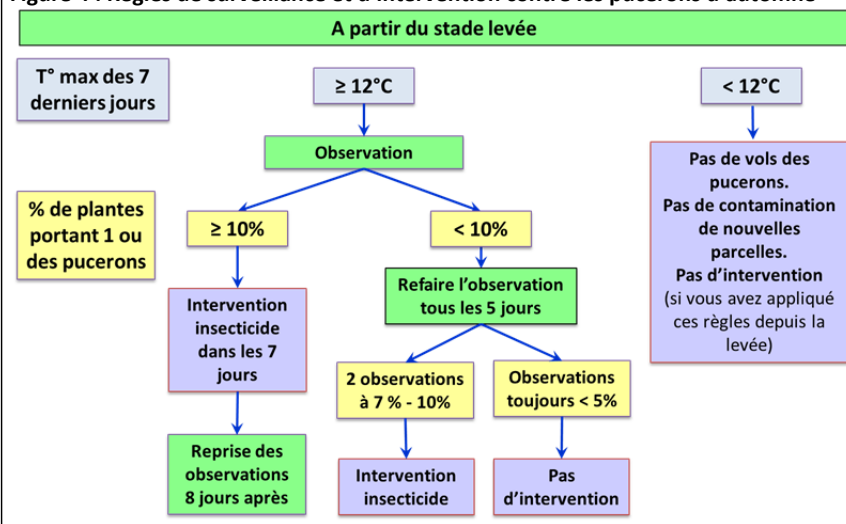 A partir du stade levée
T° max des 7
derniers jours
≥ 12°C
< 12°C
Observation
Pas de vols des
pucerons.
Pas de contamination
de nouvelles
parcelles.
Pas d’intervention
(si vous avez appliqué
ces règles depuis la
levée)
% de plantes
portant 1 ou
des pucerons
≥ 10%
< 10%
Refaire l’observation
tous les 5 jours
Intervention
insecticide
dans les 7
jours
2 observations
à 7 % - 10%
Observations
toujours < 5%
Reprise des
observations
8 jours après
Intervention
insecticide
Pas
d’intervention